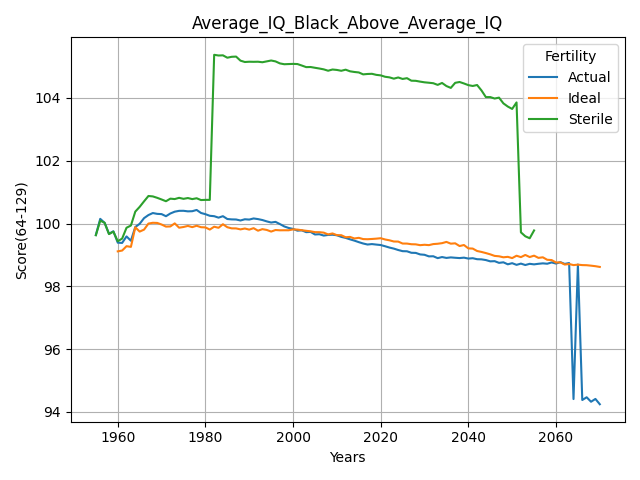 Average_IQ_Black_Above_Average_IQ
Fertility
Actual
Ideal
Sterile
Score(64-129)
104
102
100
98
96
94
1960 1980 2000 2020 2040 2060
Years